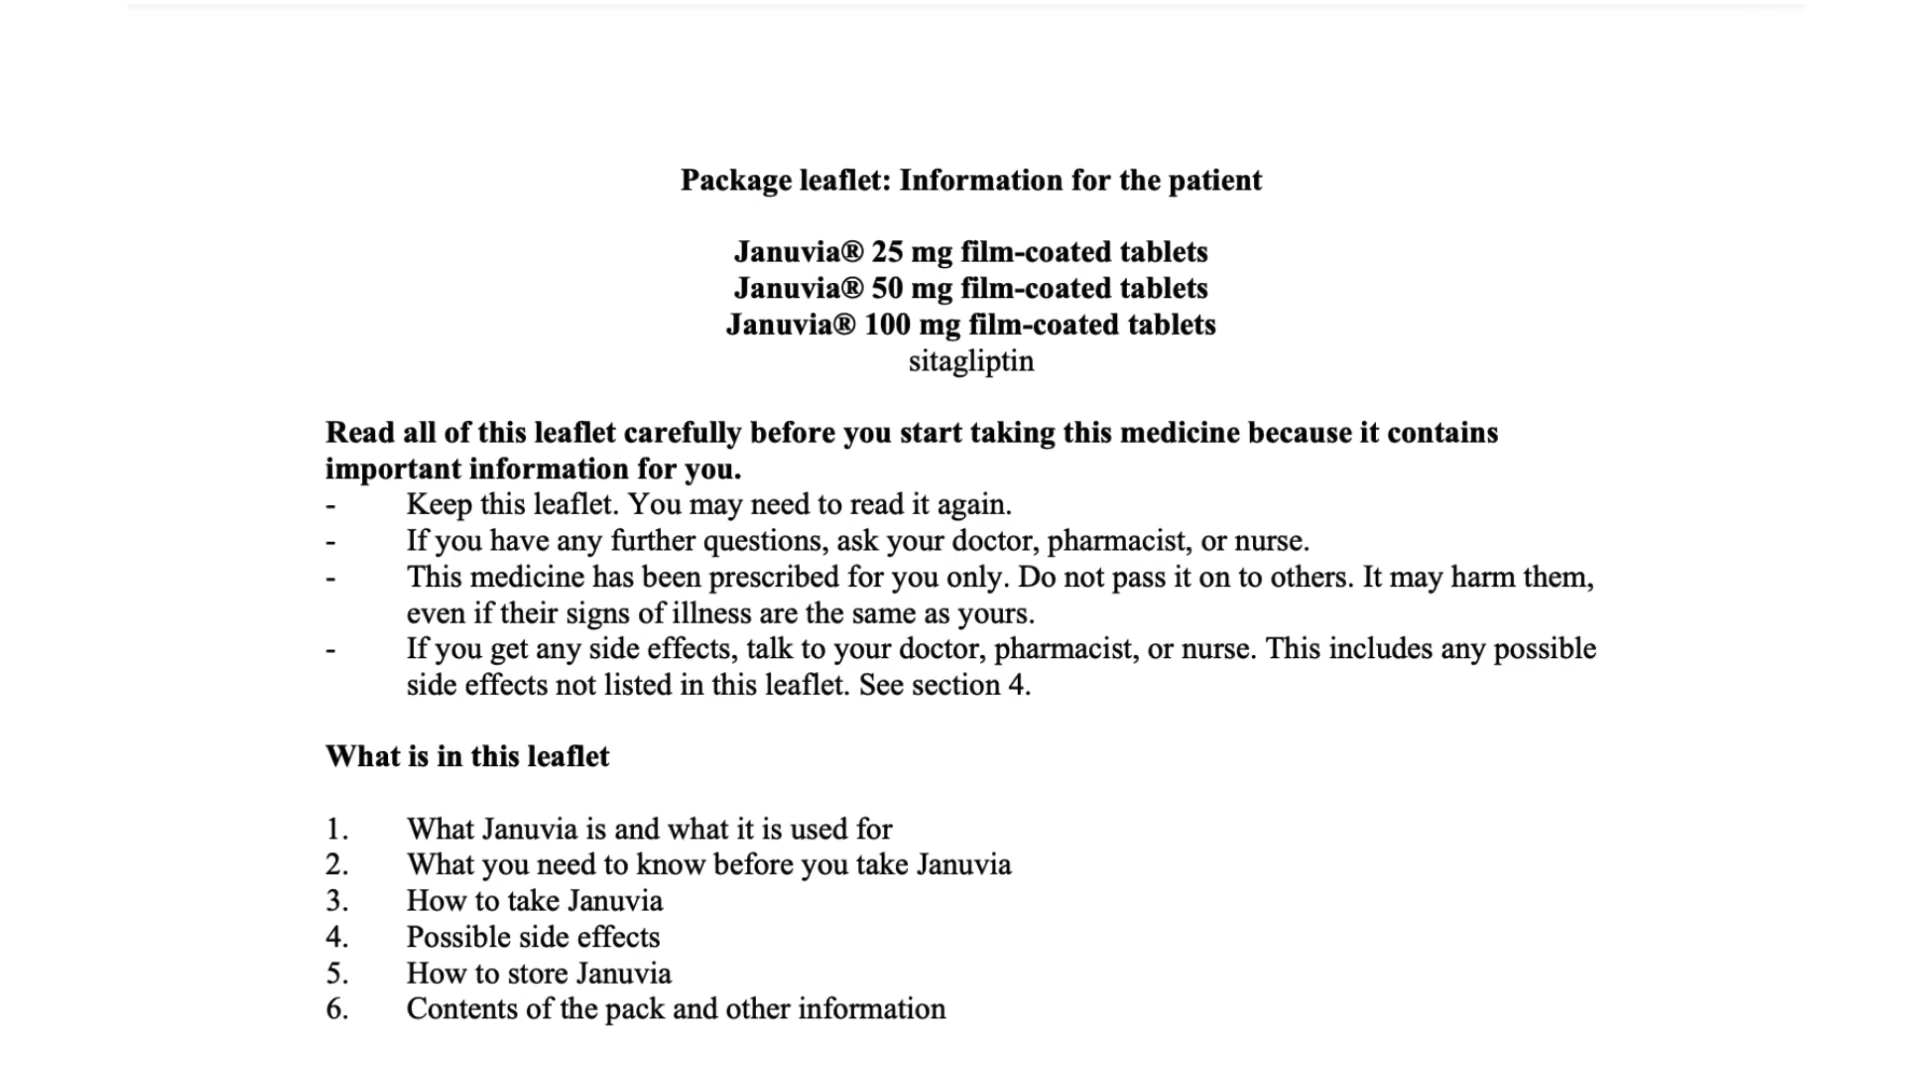 Package leaflet: Information for the patient
Januvia® 25 mg film-coated tablets
Januvia® 50 mg film-coated tablets
Januvia® 100 mg film-coated tablets
sitagliptin
Read all of this leaflet carefully before you start taking this medicine because it contains
important information for you.
- Keep this leaflet. You may need to read it again.
- If you have any further questions, ask your doctor, pharmacist, or nurse.
- This medicine has been prescribed for you only. Do not pass it on to others. It may harm them,
even if their signs of illness are the same as yours.
- If you get any side effects, talk to your doctor, pharmacist, or nurse. This includes any possible
side effects not listed in this leaflet. See section 4.
What is in this leaflet
1. What Januvia is and what it is used for
2. What you need to know before you take Januvia
3. How to take Januvia
4. Possible side effects
5. How to store Januvia
6. Contents of the pack and other information